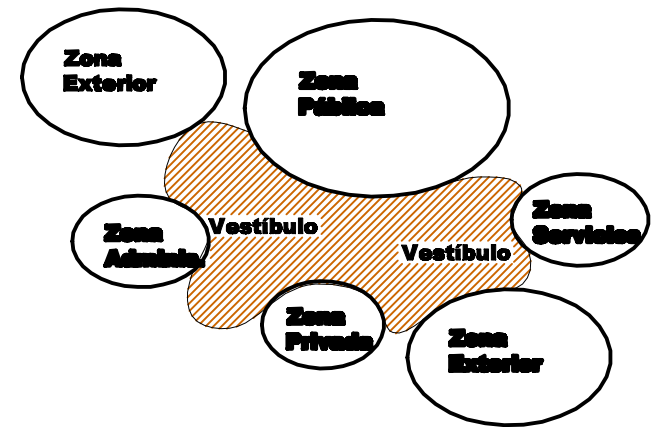 Zona
Exterior
Zona
Pública
Zona
Adminis.
Vestíbulo
Vestíbulo
Zona
Servicios
Zona
Privada
Zona
Exterior